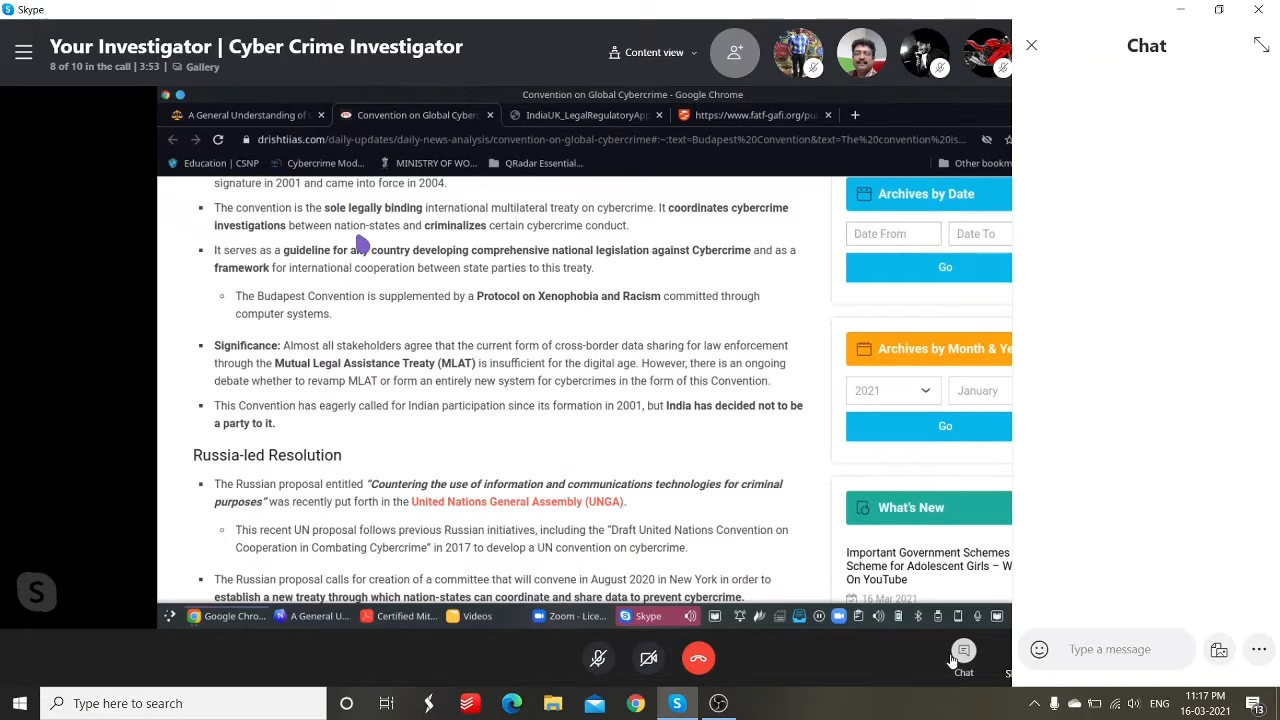 Skype
Your Investigator | Cyber Crime Investigator
8 of 10 in the call | 3:53 Gallery
Content view
Chat
Convention on Global Cybercrime - Google Chrome
A General Understanding of
Convention on Global Cyberc
IndiaUK_LegalRegulatoryAp
https://www.fatf-gafi.org/pu
drishtiias.com/daily-updates/daily-news-analysis/convention-on-global-cybercrime#:~:text=Budapest%20Convention&text=The%20convention%20is...
Education | CSNP
Cybercrime Mod...
MINISTRY OF WO...
QRadar Essential...
Other bookm
signature in 2001 and came into force in 2004.
The convention is the sole legally binding international multilateral treaty on cybercrime. It coordinates cybercrime
investigations between nation-states and criminalizes certain cybercrime conduct.
It serves as a guideline for any country developing comprehensive national legislation against Cybercrime and as a
framework for international cooperation between state parties to this treaty.
The Budapest Convention is supplemented by a Protocol on Xenophobia and Racism committed through
computer systems.
Significance: Almost all stakeholders agree that the current form of cross-border data sharing for law enforcement
through the Mutual Legal Assistance Treaty (MLAT) is insufficient for the digital age. However, there is an ongoing
debate whether to revamp MLAT or form an entirely new system for cybercrimes in the form of this Convention.
This Convention has eagerly called for Indian participation since its formation in 2001, but India has decided not to be
a party to it.
Russia-led Resolution
The Russian proposal entitled “Countering the use of information and communications technologies for criminal
purposes” was recently put forth in the United Nations General Assembly (UNGA).
This recent UN proposal follows previous Russian initiatives, including the “Draft United Nations Convention on
Cooperation in Combating Cybercrime” in 2017 to develop a UN convention on cybercrime.
The Russian proposal calls for creation of a committee that will convene in August 2020 in New York in order to
establish a new treaty through which nation-states can coordinate and share data to prevent cybercrime.
Archives by Date
Date From
Date To
Go
Archives by Month & Ye
2021
January
Go
What's New
Important Government Schemes
Scheme for Adolescent Girls – W
On YouTube
16 Mar 2021
Google Chro...
A General U...
Certified Mit...
Videos
Zoom - Lice...
Skype
Chat
Type a message
Type here to search
11:17 PM
16-03-2021
13